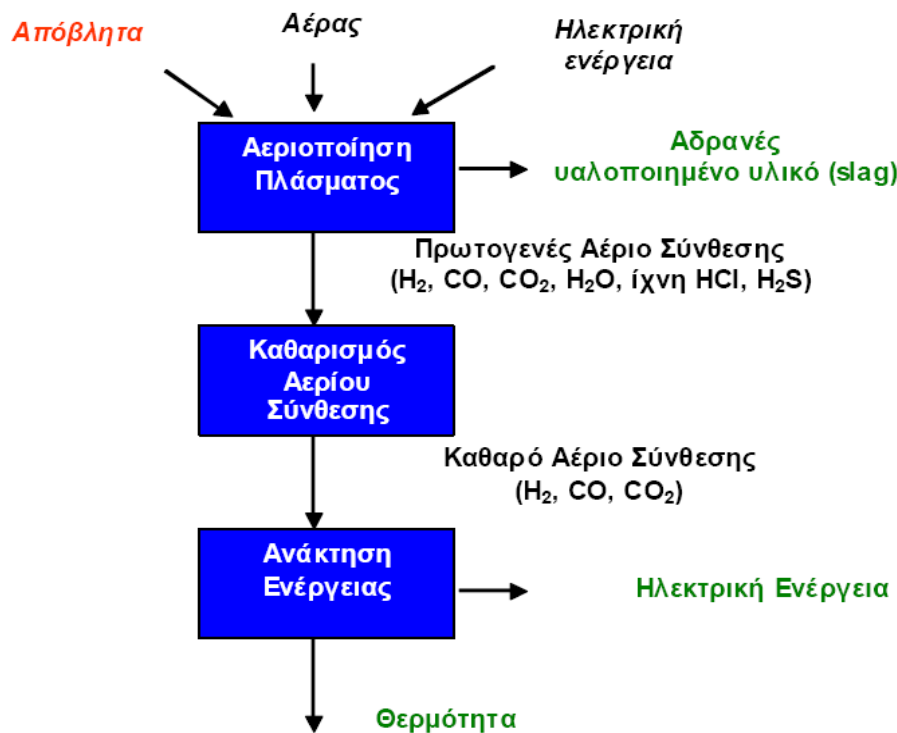 Απόβλητα
Αέρας
Ηλεκτρική
ενέργεια
Αεριοποίηση
Πλάσματος
Αδρανές
υαλοποιημένο υλικό (slag)
Πρωτογενές Αέριο Σύνθεσης
(H₂, CO, CO₂, H₂O, ίχνη HCl, H₂S)
Καθαρισμός
Αερίου
Σύνθεσης
Καθαρό Αέριο Σύνθεσης
(H₂, CO, CO₂)
Ανάκτηση
Ενέργειας
Ηλεκτρική Ενέργεια
Θερμότητα